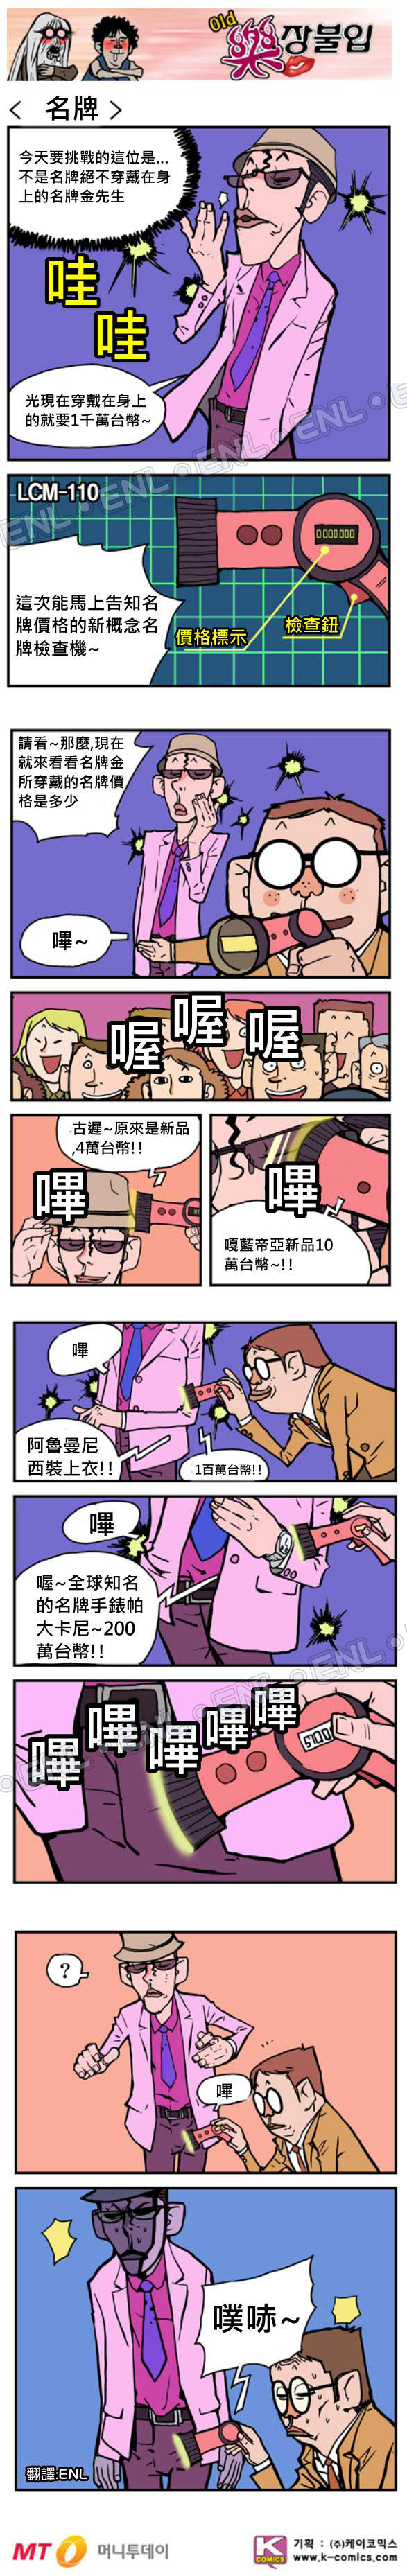 Old
樂장불입
< 名牌 >
今天要挑戰的這位是...
不是名牌絕不穿戴在身
上的名牌金先生
哇
哇
光現在穿戴在身上
的就要1千萬台幣~
LCM-110
這次能馬上告知名
牌價格的新概念名
牌檢查機~
價格標示
檢查鈕
請看~那麼,現在
就來看看名牌金
所穿戴的名牌價
格是多少
嗶~
喔 喔 喔
古遲~原來是新品
,4萬台幣!!
嗶
嗶
嘎藍帝亞新品10
萬台幣~!!
嗶
阿魯曼尼
西裝上衣!!
1百萬台幣!!
嗶
喔~全球知名
的名牌手錶帕
大卡尼~200
萬台幣!!
嗶 嗶 嗶 嗶 嗶
?
嗶
噗哧~
翻譯:ENL
MT 머니투데이
K COMICS
기획 : (주)케이코믹스
www.k-comics.com